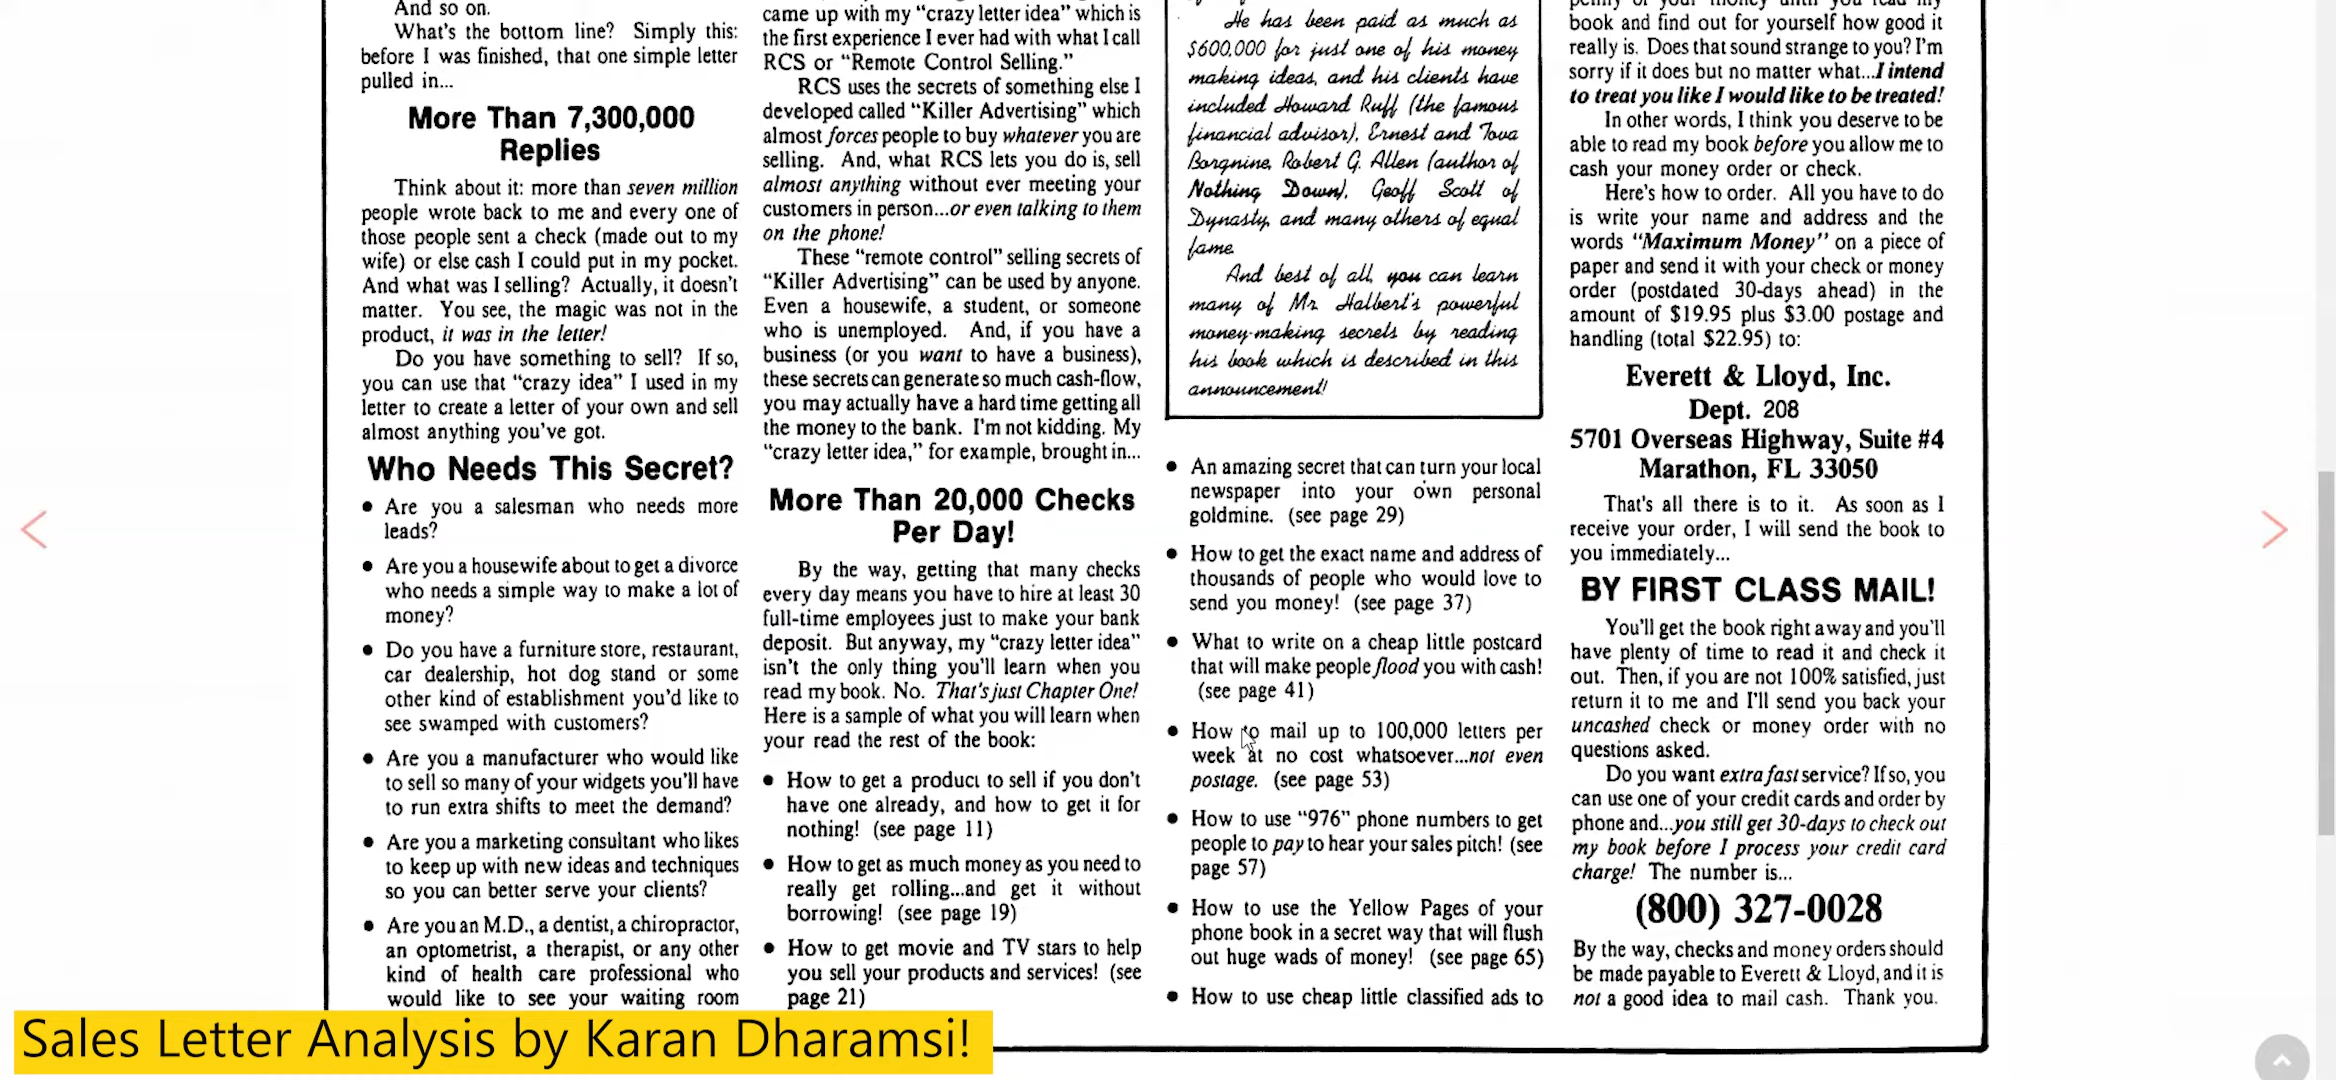 And so on.
What's the bottom line? Simply this:
before I was finished, that one simple letter
pulled in...
More Than 7,300,000
Replies
Think about it: more than seven million
people wrote back to me and every one of
those people sent a check (made out to my
wife) or else cash I could put in my pocket.
And what was I selling? Actually, it doesn't
matter. You see, the magic was not in the
product, it was in the letter!
Do you have something to sell? If so,
you can use that “crazy idea” I used in my
letter to create a letter of your own and sell
almost anything you've got.
Who Needs This Secret?
• Are you a salesman who needs more
leads?
• Are you a housewife about to get a divorce
who needs a simple way to make a lot of
money?
• Do you have a furniture store, restaurant,
car dealership, hot dog stand or some
other kind of establishment you'd like to
see swamped with customers?
• Are you a manufacturer who would like
to sell so many of your widgets you'll have
to run extra shifts to meet the demand?
• Are you a marketing consultant who likes
to keep up with new ideas and techniques
so you can better serve your clients?
• Are you an M.D., a dentist, a chiropractor,
an optometrist, a therapist, or any other
kind of health care professional who
would like to see your waiting room
came up with my “crazy letter idea” which is
the first experience I ever had with what I call
RCS or “Remote Control Selling.”
RCS uses the secrets of something else I
developed called “Killer Advertising” which
almost forces people to buy whatever you are
selling. And, what RCS lets you do is, sell
almost anything without ever meeting your
customers in person...or even talking to them
on the phone!
These “remote control” selling secrets of
“Killer Advertising” can be used by anyone.
Even a housewife, a student, or someone
who is unemployed. And, if you have a
business (or you want to have a business),
these secrets can generate so much cash-flow,
you may actually have a hard time getting all
the money to the bank. I'm not kidding. My
“crazy letter idea,” for example, brought in...
More Than 20,000 Checks
Per Day!
By the way, getting that many checks
every day means you have to hire at least 30
full-time employees just to make your bank
deposit. But anyway, my “crazy letter idea”
isn't the only thing you'll learn when you
read my book. No. That's just Chapter One!
Here is a sample of what you will learn when
your read the rest of the book:
• How to get a product to sell if you don't
have one already, and how to get it for
nothing! (see page 11)
• How to get as much money as you need to
really get rolling...and get it without
borrowing! (see page 19)
• How to get movie and TV stars to help
you sell your products and services! (see
page 21)
He has been paid as much as
$600,000 for just one of his money
making ideas, and his clients have
included Howard Ruff (the famous
financial advisor), Ernest and Tova
Borgnine, Robert G. Allen (author of
Nothing Down), Geoff Scott of
Dynasty, and many others of equal
fame.
And best of all, you can learn
many of Mr. Halbert's powerful
money-making secrets by reading
his book which is described in this
announcement!
• An amazing secret that can turn your local
newspaper into your own personal
goldmine. (see page 29)
• How to get the exact name and address of
thousands of people who would love to
send you money! (see page 37)
• What to write on a cheap little postcard
that will make people flood you with cash!
(see page 41)
• How to mail up to 100,000 letters per
week at no cost whatsoever...not even
postage. (see page 53)
• How to use “976” phone numbers to get
people to pay to hear your sales pitch! (see
page 57)
• How to use the Yellow Pages of your
phone book in a secret way that will flush
out huge wads of money! (see page 65)
• How to use cheap little classified ads to
book and find out for yourself how good it
really is. Does that sound strange to you? I'm
sorry if it does but no matter what...I intend
to treat you like I would like to be treated!
In other words, I think you deserve to be
able to read my book before you allow me to
cash your money order or check.
Here's how to order. All you have to do
is write your name and address and the
words “Maximum Money” on a piece of
paper and send it with your check or money
order (postdated 30-days ahead) in the
amount of $19.95 plus $3.00 postage and
handling (total $22.95) to:
Everett & Lloyd, Inc.
Dept. 208
5701 Overseas Highway, Suite #4
Marathon, FL 33050
That's all there is to it. As soon as I
receive your order, I will send the book to
you immediately...
BY FIRST CLASS MAIL!
You'll get the book right away and you'll
have plenty of time to read it and check it
out. Then, if you are not 100% satisfied, just
return it to me and I'll send you back your
uncashed check or money order with no
questions asked.
Do you want extra fast service? If so, you
can use one of your credit cards and order by
phone and...you still get 30-days to check out
my book before I process your credit card
charge! The number is...
(800) 327-0028
By the way, checks and money orders should
be made payable to Everett & Lloyd, and it is
not a good idea to mail cash. Thank you.
Sales Letter Analysis by Karan Dharamsi!